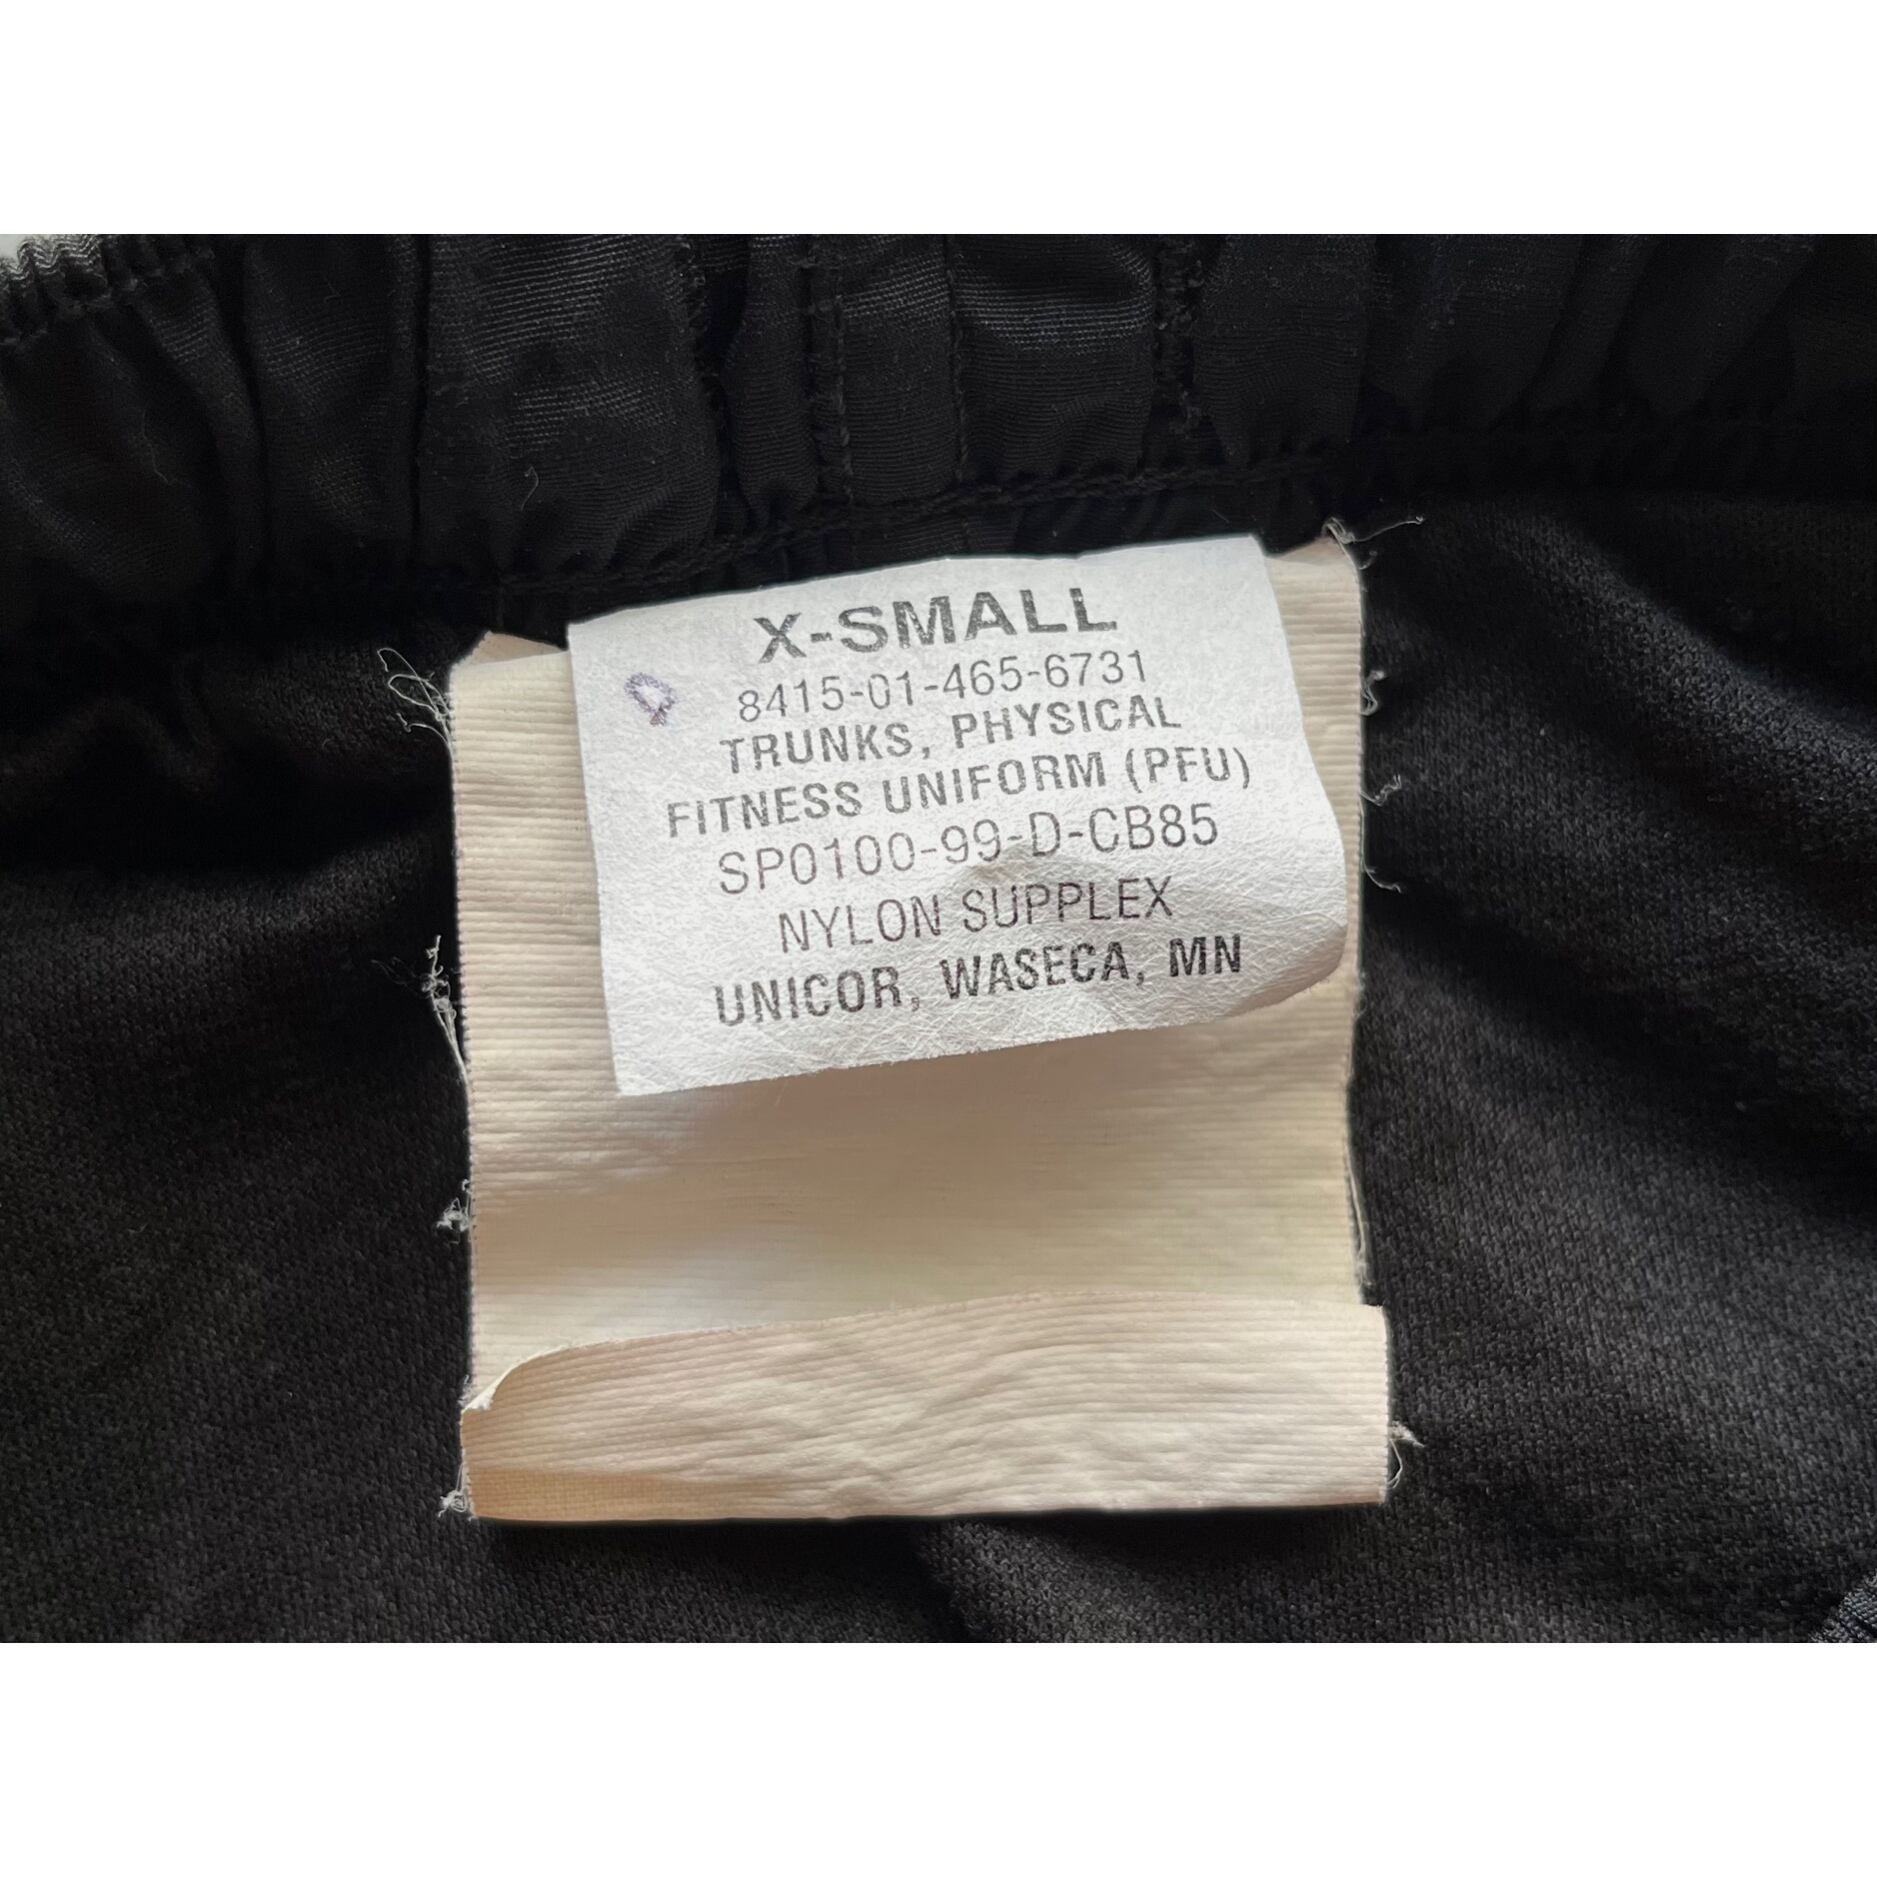 X-SMALL
8415-01-465-6731
TRUNKS, PHYSICAL
FITNESS UNIFORM (PFU)
SP0100-99-D-CB85
NYLON SUPPLEX
UNICOR, WASECA, MN